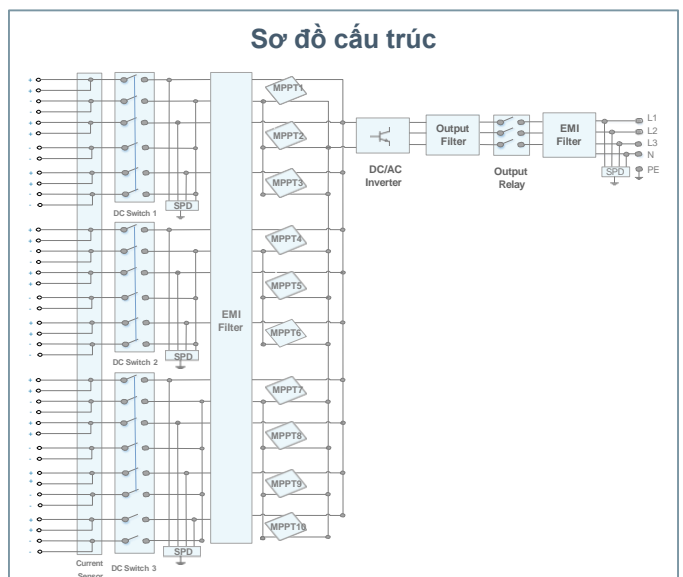 Sơ đồ cấu trúc
MPPT1
MPPT2
MPPT3
SPD
DC Switch 1
DC/AC
Inverter
Output
Filter
Output
Relay
EMI
Filter
L1
L2
L3
N
SPD
PE
MPPT4
MPPT5
MPPT6
EMI
Filter
SPD
DC Switch 2
MPPT7
MPPT8
MPPT9
MPPT10
SPD
Current
Sensor
DC Switch 3